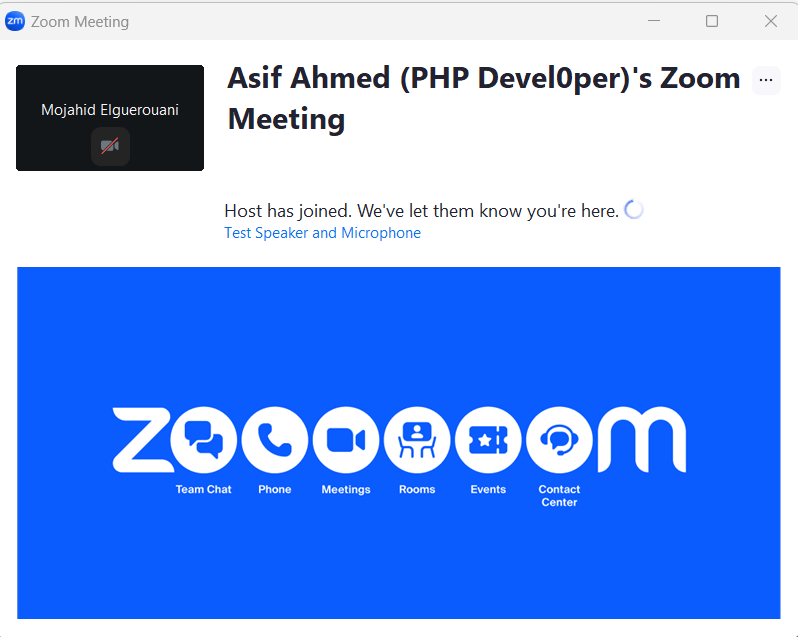 zm Zoom Meeting
Mojahid Elguerouani
Asif Ahmed (PHP Devel0per)'s Zoom
Meeting
...
Host has joined. We've let them know you're here.
Test Speaker and Microphone
zoooooom
Team Chat Phone Meetings Rooms Events Contact
Center